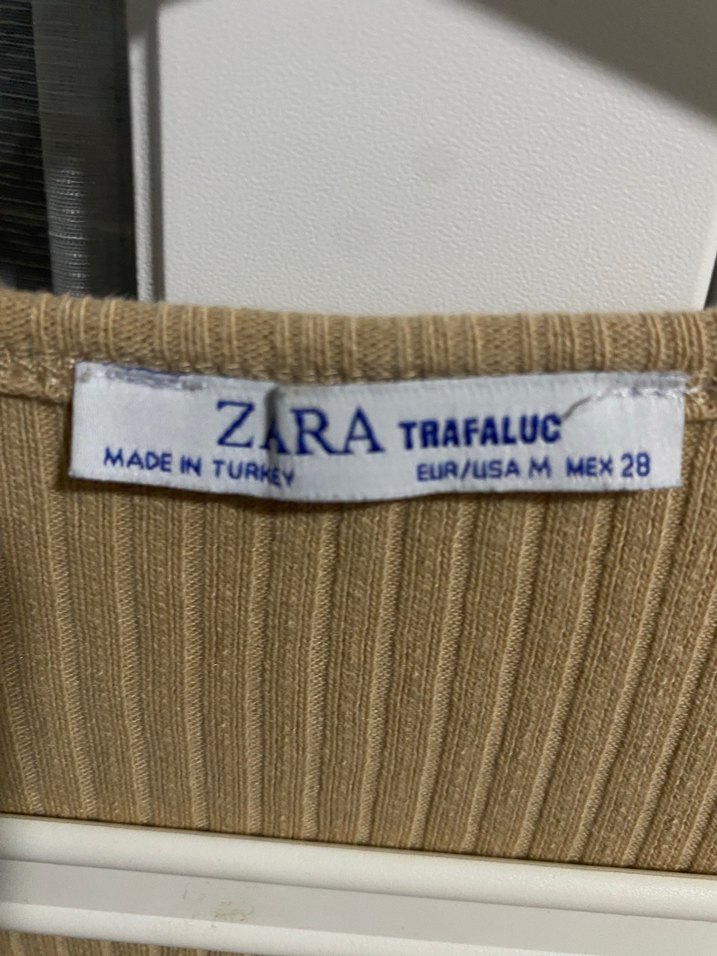 ZARA TRAFALUC
MADE IN TURKEY EUR/USA M MEX 28